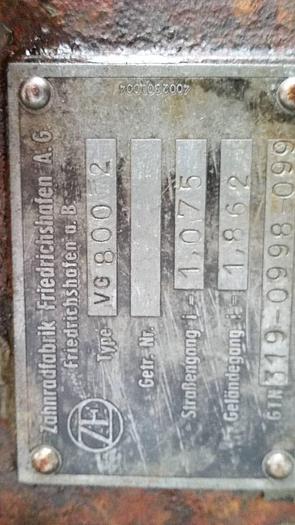 Zahnradfabrik Friedrichshafen A. G
Friedrichshafen a. B
Type VG 800-2
Getr. Nr.
Straßengang i = 1,075
Geländegang i = 1,862
319-0998-099
ZF
4002301004